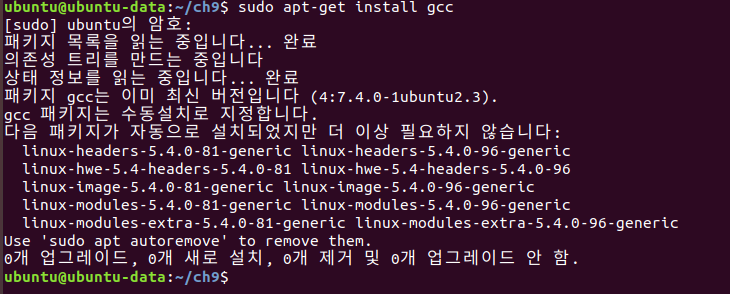 ubuntu@ubuntu-data:~/ch9$ sudo apt-get install gcc
[sudo] ubuntu의 암호:
패키지 목록을 읽는 중입니다... 완료
의존성 트리를 만드는 중입니다
상태 정보를 읽는 중입니다... 완료
패키지 gcc는 이미 최신 버전입니다 (4:7.4.0-1ubuntu2.3).
gcc 패키지는 수동설치로 지정합니다.
다음 패키지가 자동으로 설치되었지만 더 이상 필요하지 않습니다:
  linux-headers-5.4.0-81-generic linux-headers-5.4.0-96-generic
  linux-hwe-5.4-headers-5.4.0-81 linux-hwe-5.4-headers-5.4.0-96
  linux-image-5.4.0-81-generic linux-image-5.4.0-96-generic
  linux-modules-5.4.0-81-generic linux-modules-5.4.0-96-generic
  linux-modules-extra-5.4.0-81-generic linux-modules-extra-5.4.0-96-generic
Use 'sudo apt autoremove' to remove them.
0개 업그레이드, 0개 새로 설치, 0개 제거 및 0개 업그레이드 안 함.
ubuntu@ubuntu-data:~/ch9$